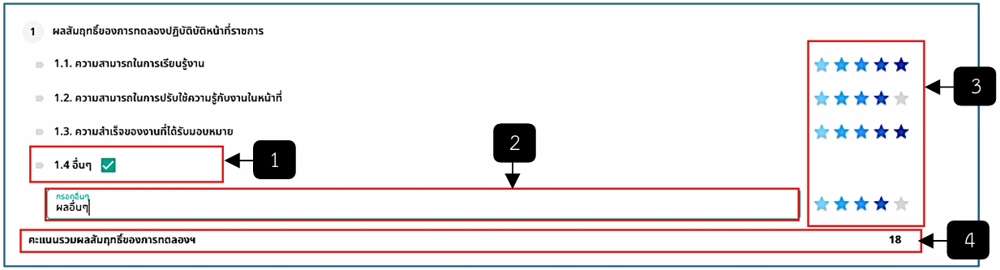 1 ผลสัมฤทธิ์ของการทดลองปฏิบัติบัติหน้าที่ราชการ
1.1. ความสามารถในการเรียนรู้งาน
1.2. ความสามารถในการปรับใช้ความรู้กับงานในหน้าที่
3
1.3. ความสำเร็จของงานที่ได้รับมอบหมาย
2
1.4 อื่นๆ
1
กรอกอื่นๆ
ผลอื่นๆ
คะแนนรวมผลสัมฤทธิ์ของการทดลองฯ 18
4